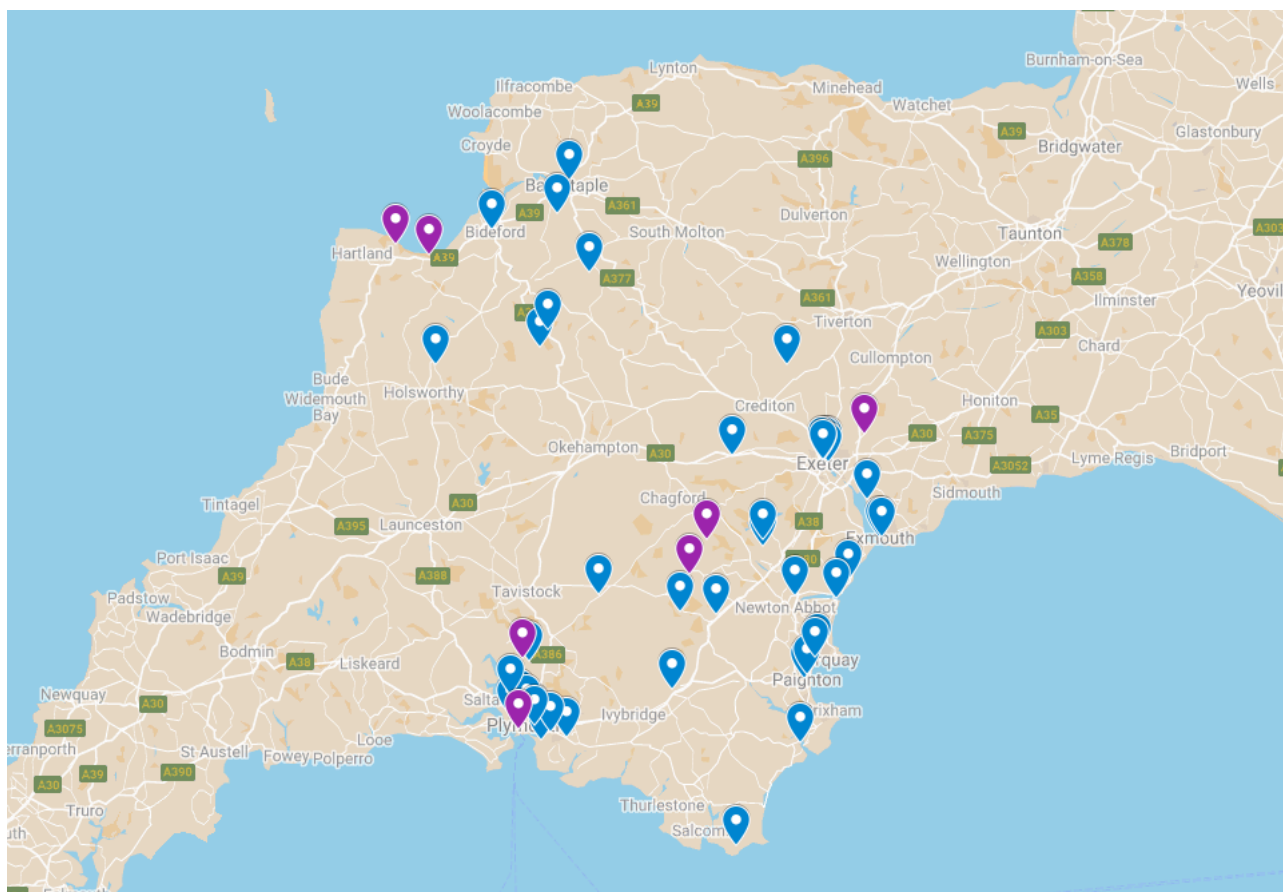 Burnham-on-Sea
Lynton
Ilfracombe
Minehead
Wells
Woolacombe
A39
Watchet
Croyde
A39
Glastonbury
Bridgwater
A396
A361
A39
Dulverton
Bideford
South Molton
Taunton
A303
Hartland
A39
A378
Wellington
A377
A358
A361
Ilminster
Tiverton
A303
Chard
Cullompton
Bude
Widemouth
Bay
Holsworthy
Crediton
Honiton
A35
Okehampton
A30
A30
A375
Bridport
Exeter
A3052
Lyme Regis
Sidmouth
Chagford
Tintagel
A30
A395
Launceston
A38
Exmouth
Port Isaac
A39
A388
Tavistock
Padstow
Wadebridge
Newton Abbot
Bodmin
A38
Liskeard
A386
Paignton
Newquay
A30
Ivybridge
A3075
Looe
St Austell
Fowey
Polperro
A390
A39
A30
Truro
Thurlestone